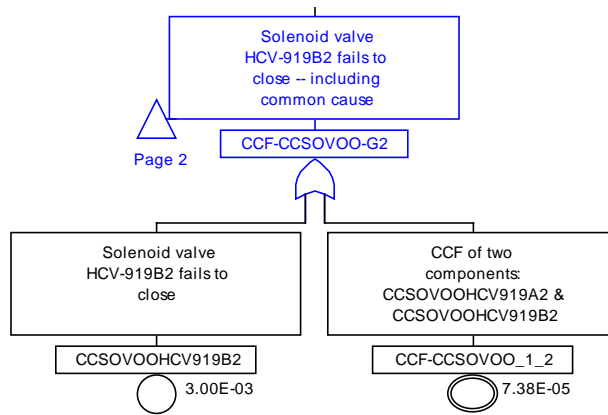 Solenoid valve
HCV-919B2 fails to
close -- including
common cause
Page 2
CCF-CCSOVOO-G2
Solenoid valve
HCV-919B2 fails to
close
CCSOVOOHCV919B2
3.00E-03
CCF of two
components:
CCSOVOOHCV919A2 &
CCSOVOOHCV919B2
CCF-CCSOVOO_1_2
7.38E-05